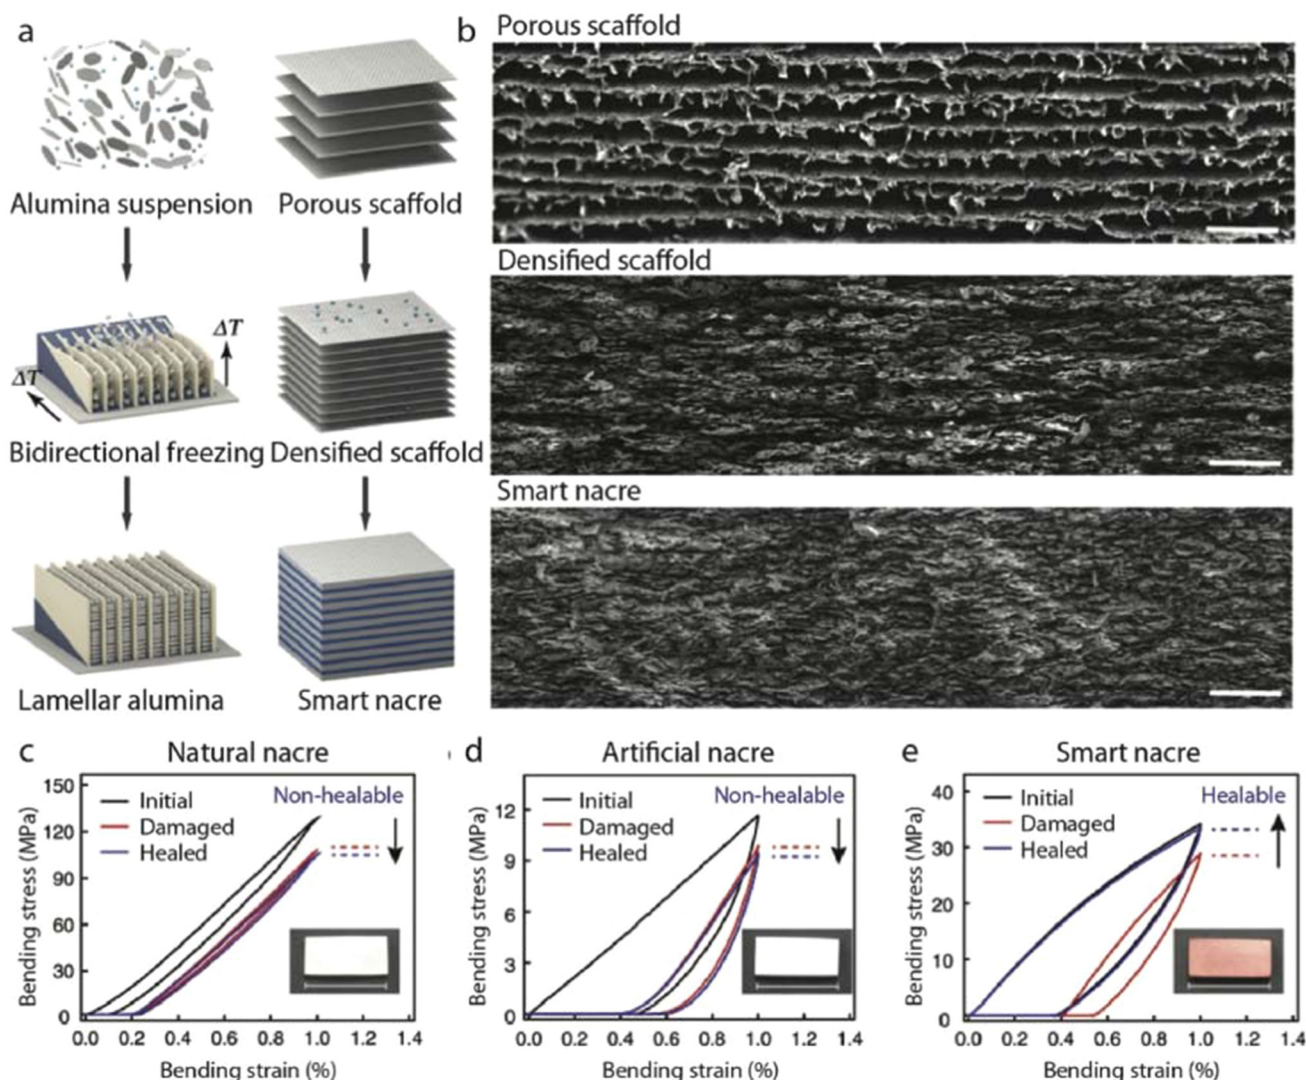 a
Alumina suspension
Porous scaffold
ΔT
ΔT
Bidirectional freezing
Densified scaffold
Lamellar alumina
Smart nacre
b
Porous scaffold
Densified scaffold
Smart nacre
c
Natural nacre
Bending stress (MPa)
150
120
90
60
30
0
Initial
Damaged
Healed
Non-healable
0.0 0.2 0.4 0.6 0.8 1.0 1.2 1.4
Bending strain (%)
d
Artificial nacre
Bending stress (MPa)
12
9
6
3
0
Initial
Damaged
Healed
Non-healable
0.0 0.2 0.4 0.6 0.8 1.0 1.2 1.4
Bending strain (%)
e
Smart nacre
Bending stress (MPa)
40
30
20
10
0
Initial
Damaged
Healed
Healable
0.0 0.2 0.4 0.6 0.8 1.0 1.2 1.4
Bending strain (%)